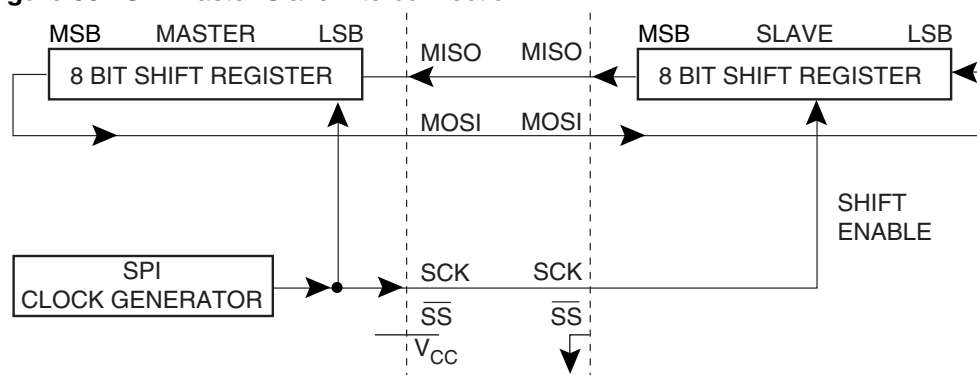 MSB MASTER LSB MISO MISO MSB SLAVE LSB
8 BIT SHIFT REGISTER 8 BIT SHIFT REGISTER
MOSI MOSI
SHIFT
ENABLE
SPI
CLOCK GENERATOR
SCK SCK
SS SS
VCC